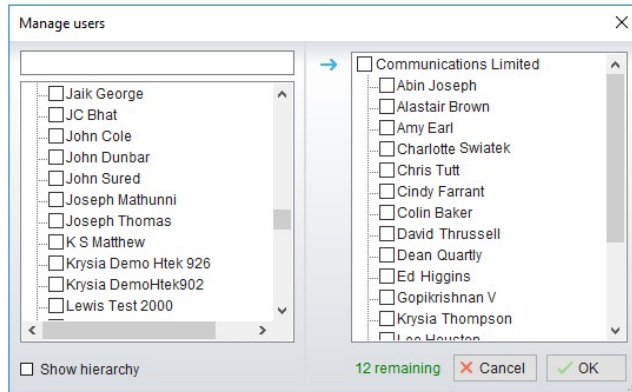 Manage users
Jaik George
JC Bhat
John Cole
John Dunbar
John Sured
Joseph Mathunni
Joseph Thomas
K S Matthew
Krysia Demo Htek 926
Krysia DemoHtek902
Lewis Test 2000
Show hierarchy
Communications Limited
Abin Joseph
Alastair Brown
Amy Earl
Charlotte Swiatek
Chris Tutt
Cindy Farrant
Colin Baker
David Thrussell
Dean Quartly
Ed Higgins
Gopikrishnan V
Krysia Thompson
Lee Houston
12 remaining
Cancel
OK